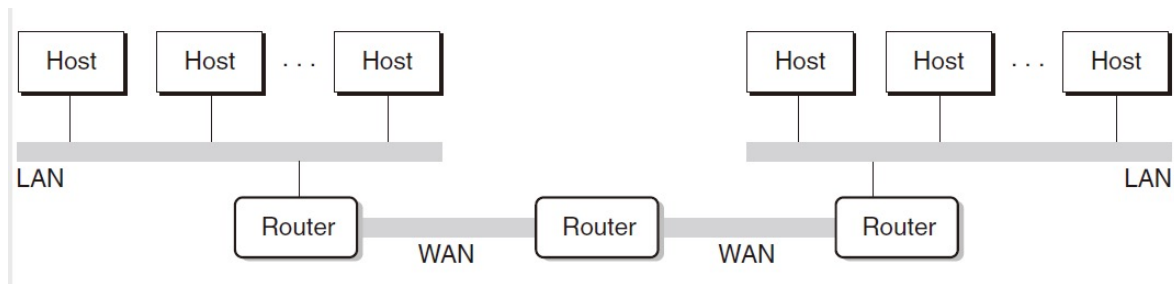 Host Host . . . Host Host Host . . . Host
LAN LAN
Router Router Router
WAN WAN